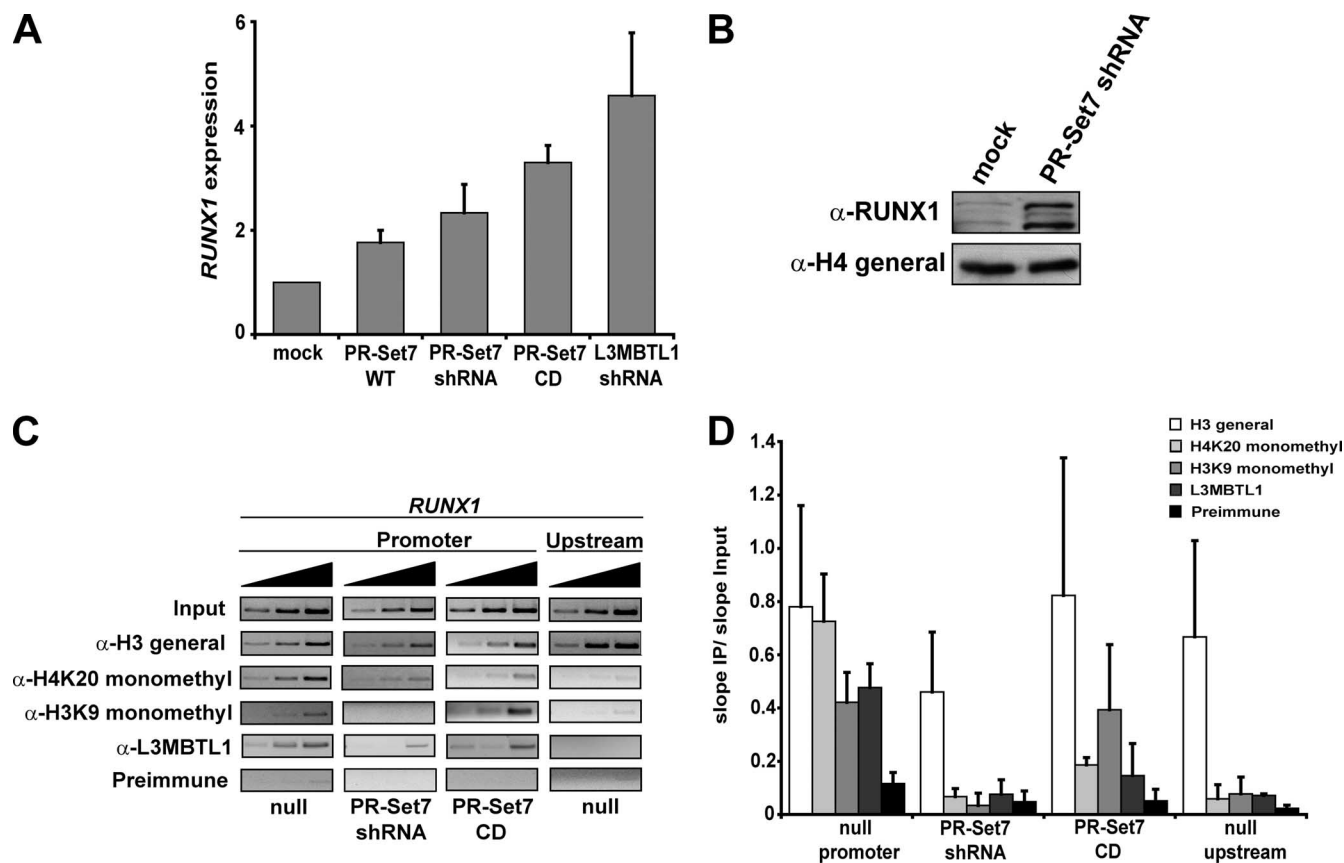 A
RUNX1 expression
6
4
2
0
mock
PR-Set7
WT
PR-Set7
shRNA
PR-Set7
CD
L3MBTL1
shRNA
B
mock
PR-Set7 shRNA
α-RUNX1
α-H4 general
C
RUNX1
Promoter
Upstream
Input
α-H3 general
α-H4K20 monomethyl
α-H3K9 monomethyl
α-L3MBTL1
Preimmune
null
PR-Set7
shRNA
PR-Set7
CD
null
D
H3 general
H4K20 monomethyl
H3K9 monomethyl
L3MBTL1
Preimmune
slope IP/ slope Input
1.4
1.2
1.0
0.8
0.6
0.4
0.2
0
null
promoter
PR-Set7
shRNA
PR-Set7
CD
null
upstream